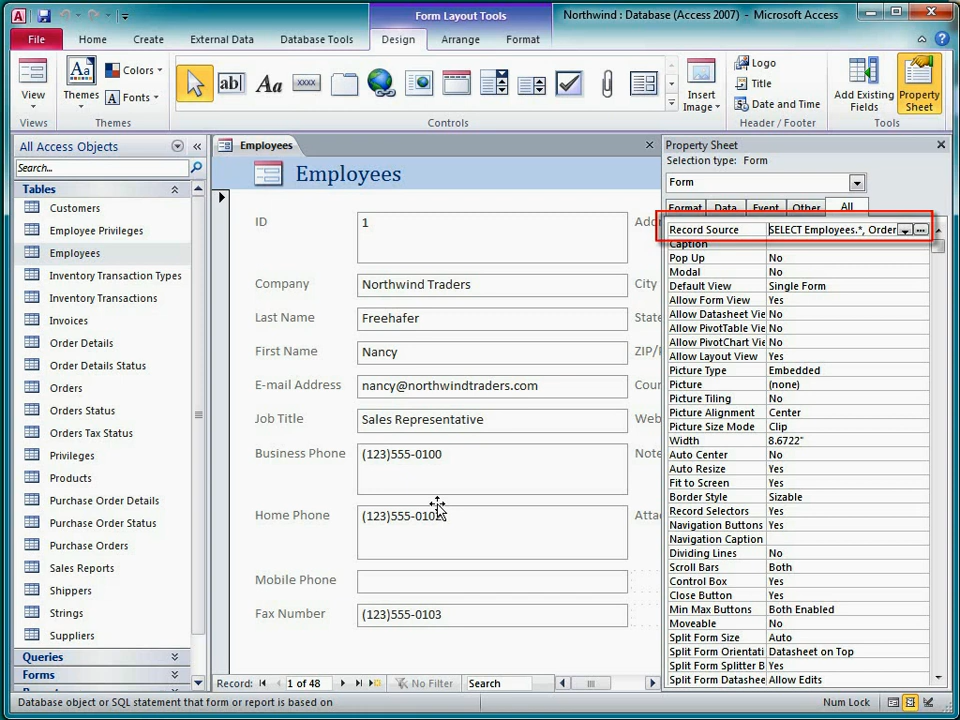 Form Layout Tools
Northwind : Database (Access 2007) - Microsoft Access
File Home Create External Data Database Tools Design Arrange Format
View
Views
Themes
Colors
Fonts
Themes
ab|
Aa
XXXX
Controls
Insert Image
Logo
Title
Date and Time
Header / Footer
Add Existing Fields
Property Sheet
Tools
All Access Objects
Search...
Tables
Customers
Employee Privileges
Employees
Inventory Transaction Types
Inventory Transactions
Invoices
Order Details
Order Details Status
Orders
Orders Status
Orders Tax Status
Privileges
Products
Purchase Order Details
Purchase Order Status
Purchase Orders
Sales Reports
Shippers
Strings
Suppliers
Queries
Forms
Employees
Employees
ID 1
Company Northwind Traders
Last Name Freehafer
First Name Nancy
E-mail Address nancy@northwindtraders.com
Job Title Sales Representative
Business Phone (123)555-0100
Home Phone (123)555-010
Mobile Phone
Fax Number (123)555-0103
Add
City
State
ZIP/
Cou
Web
Note
Atta
Record: 1 of 48 No Filter Search
Property Sheet
Selection type: Form
Form
Format Data Event Other All
Record Source SELECT Employees.*, Order
Caption
Pop Up No
Modal No
Default View Single Form
Allow Form View Yes
Allow Datasheet Vie No
Allow PivotTable Vie No
Allow PivotChart Vie No
Allow Layout View Yes
Picture Type Embedded
Picture (none)
Picture Tiling No
Picture Alignment Center
Picture Size Mode Clip
Width 8.6722"
Auto Center No
Auto Resize Yes
Fit to Screen Yes
Border Style Sizable
Record Selectors Yes
Navigation Buttons Yes
Navigation Caption
Dividing Lines No
Scroll Bars Both
Control Box Yes
Close Button Yes
Min Max Buttons Both Enabled
Moveable No
Split Form Size Auto
Split Form Orientati Datasheet on Top
Split Form Splitter B Yes
Split Form Datashee Allow Edits
Database object or SQL statement that form or report is based on
Num Lock